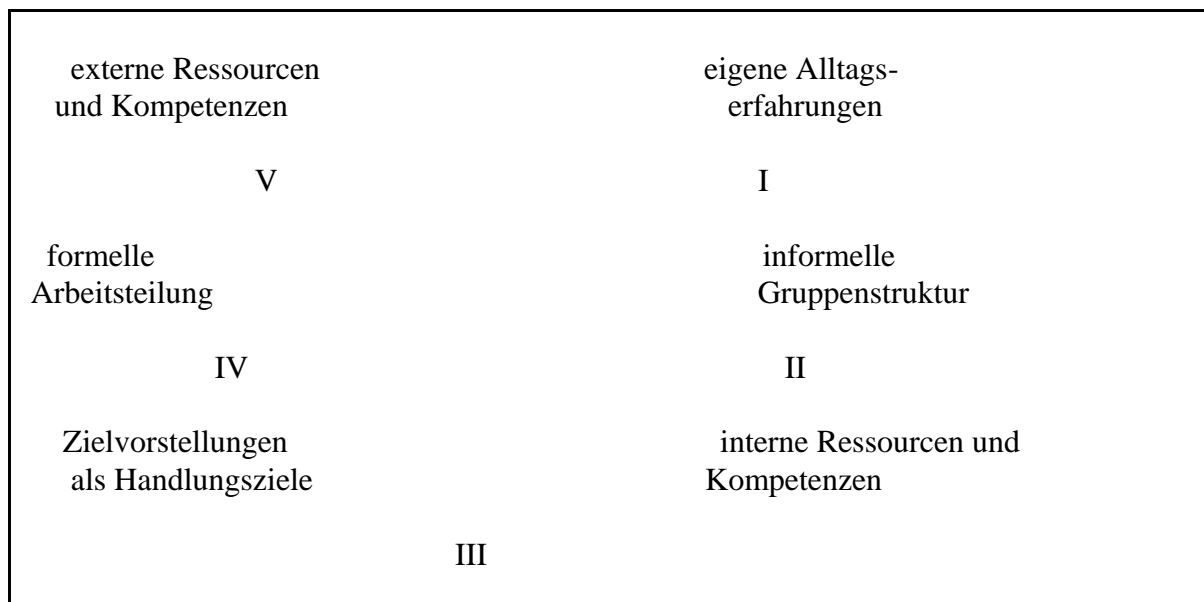 externe Ressourcen eigene Alltags-
und Kompetenzen erfahrungen
V I
formelle informelle
Arbeitsteilung Gruppenstruktur
IV II
Zielvorstellungen interne Ressourcen und
als Handlungsziele Kompetenzen
III